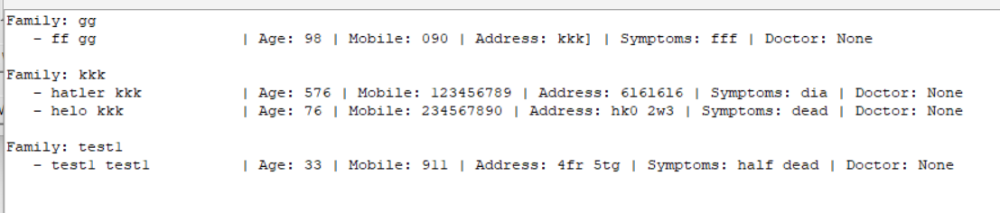 Family: gg
- ff gg | Age: 98 | Mobile: 090 | Address: kkk] | Symptoms: fff | Doctor: None
Family: kkk
- hatler kkk | Age: 576 | Mobile: 123456789 | Address: 6l6l6l6 | Symptoms: dia | Doctor: None
- helo kkk | Age: 76 | Mobile: 234567890 | Address: hk0 2w3 | Symptoms: dead | Doctor: None
Family: test1
- test1 test1 | Age: 33 | Mobile: 911 | Address: 4fr 5tg | Symptoms: half dead | Doctor: None